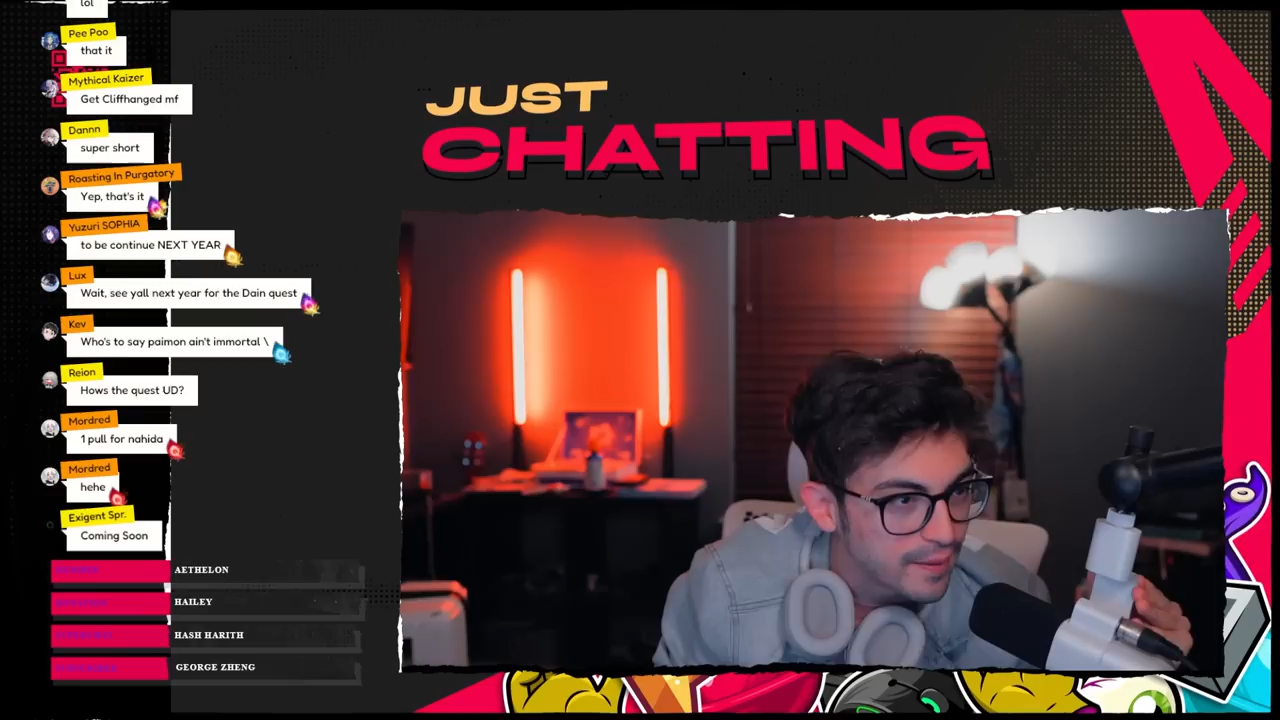 lol
Pee Poo
that it
Mythical Kaizer
Get Cliffhanged mf
Dannn
super short
Roasting In Purgatory
Yep, that's it
Yuzuri SOPHIA
to be continue NEXT YEAR
Lux
Wait, see yall next year for the Dain quest
Kev
Who's to say paimon ain't immortal \
Reion
Hows the quest UD?
Mordred
1 pull for nahida
Mordred
hehe
Exigent Spr.
Coming Soon
AETHELON
HAILEY
HASH HARITH
GEORGE ZHENG
JUST
CHATTING